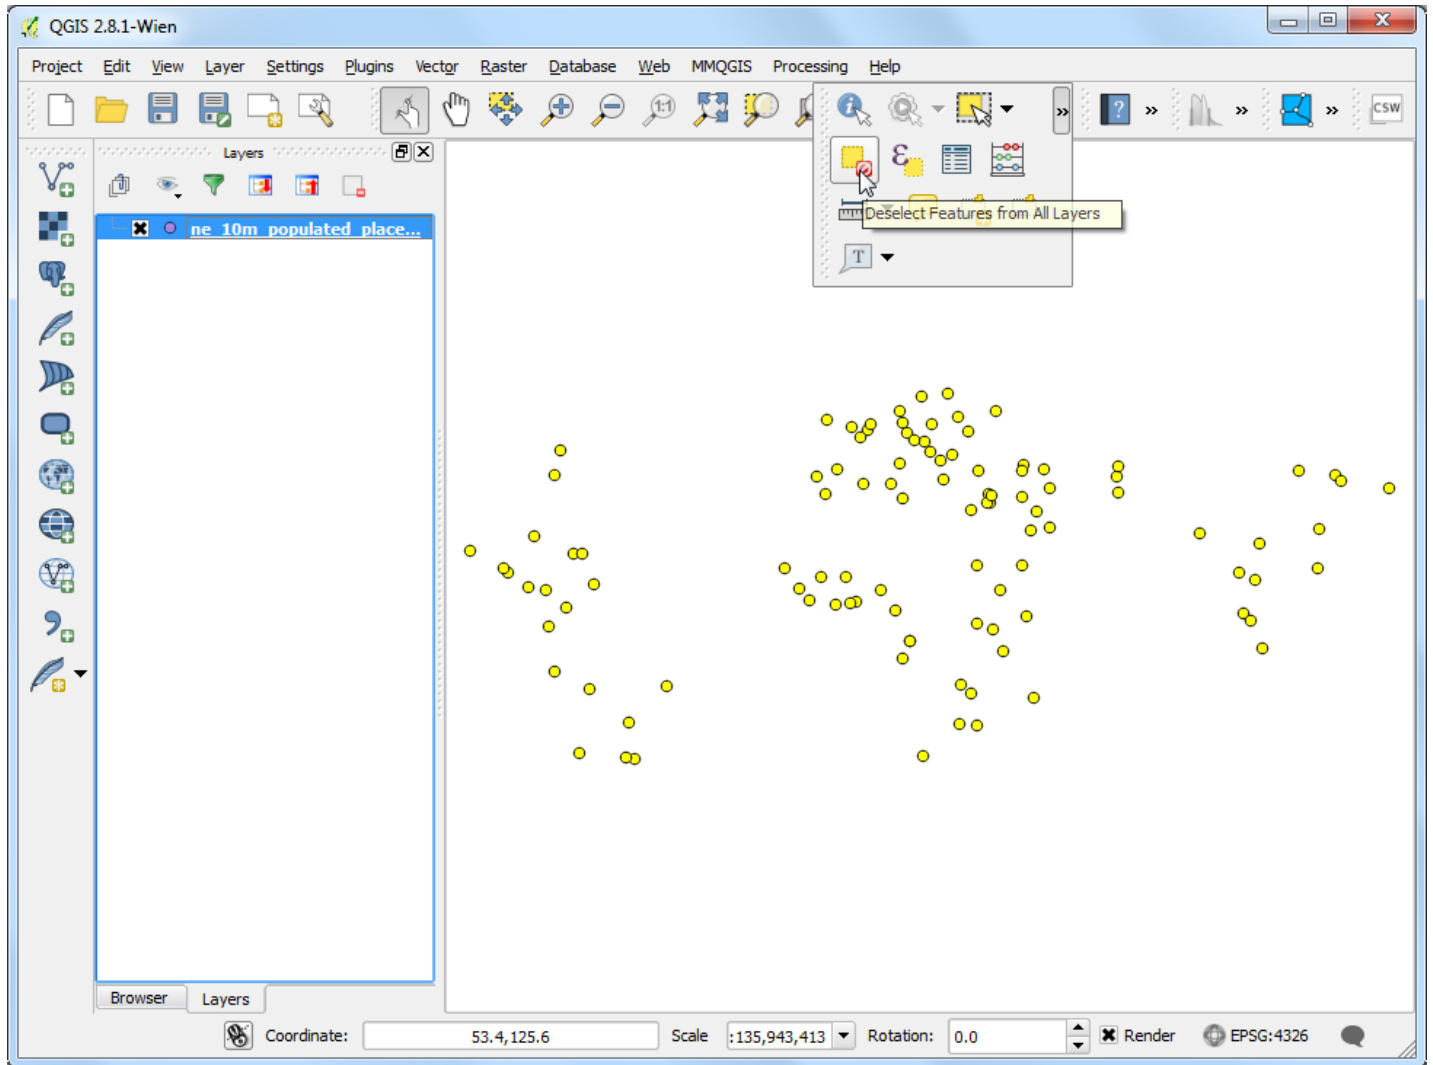 QGIS 2.8.1-Wien
Project Edit View Layer Settings Plugins Vector Raster Database Web MMQGIS Processing Help
1:1
CSW
Layers
ne_10m_populated_place...
Deselect Features from All Layers
T
Browser Layers
Coordinate: 53.4,125.6 Scale :135,943,413 Rotation: 0.0 Render EPSG:4326